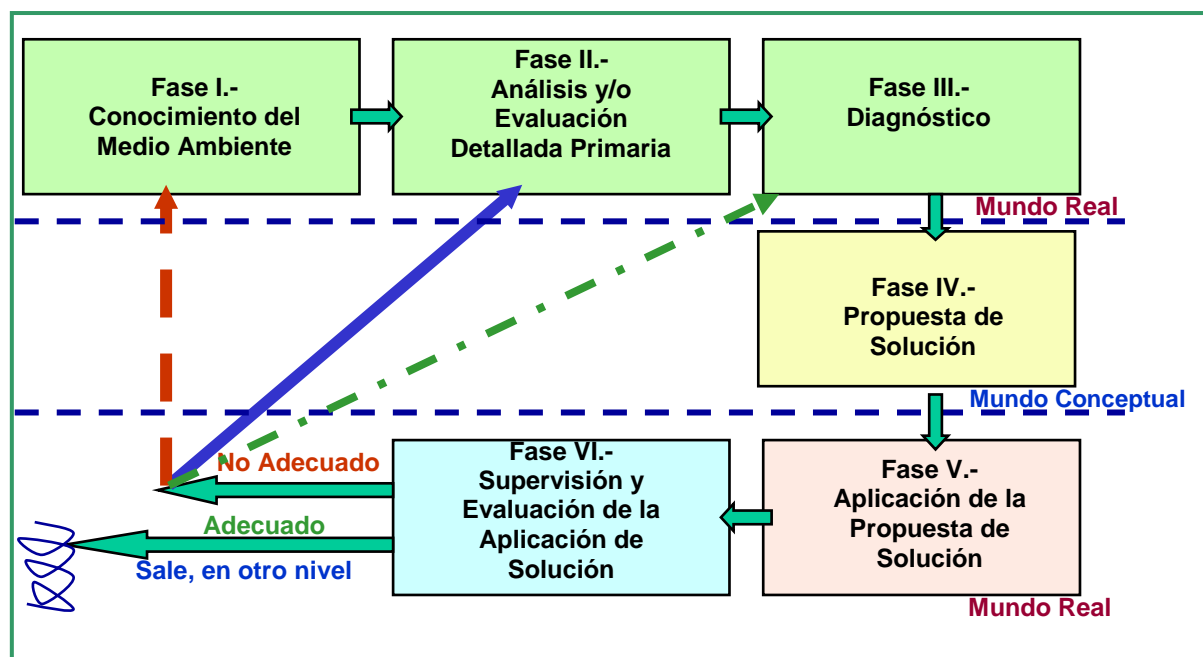 Fase I.-
Conocimiento del
Medio Ambiente
Fase II.-
Análisis y/o
Evaluación
Detallada Primaria
Fase III.-
Diagnóstico
Mundo Real
Fase IV.-
Propuesta de
Solución
Mundo Conceptual
No Adecuado
Adecuado
Sale, en otro nivel
Fase VI.-
Supervisión y
Evaluación de la
Aplicación de
Solución
Fase V.-
Aplicación de la
Propuesta de
Solución
Mundo Real